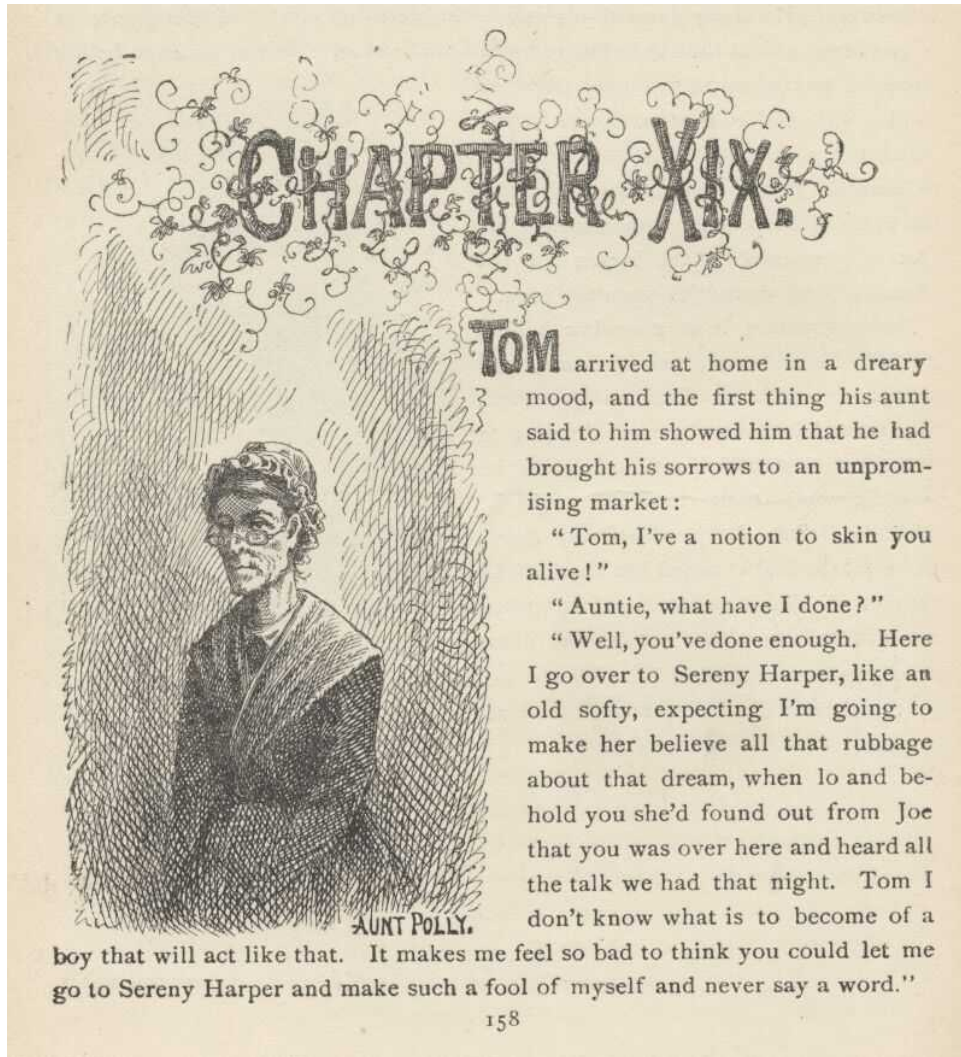 CHAPTER XIX.
TOM arrived at home in a dreary
mood, and the first thing his aunt
said to him showed him that he had
brought his sorrows to an unprom-
ising market:
"Tom, I've a notion to skin you
alive!"
"Auntie, what have I done?"
"Well, you've done enough. Here
I go over to Sereny Harper, like an
old softy, expecting I'm going to
make her believe all that rubbage
about that dream, when lo and be-
hold you she'd found out from Joe
that you was over here and heard all
the talk we had that night. Tom I
don't know what is to become of a
AUNT POLLY.
boy that will act like that. It makes me feel so bad to think you could let me
go to Sereny Harper and make such a fool of myself and never say a word."
158